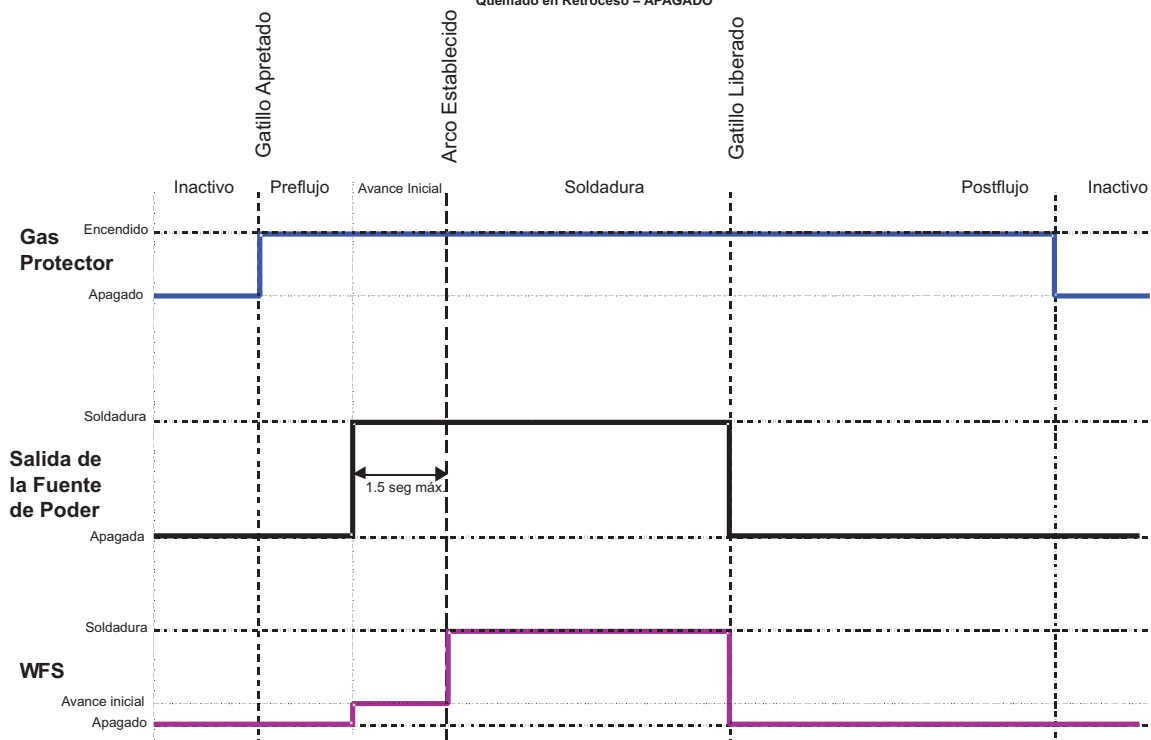 Quemado en Retroceso – APAGADO
Gatillo Apretado
Arco Establecido
Gatillo Liberado
Inactivo
Preflujo
Avance Inicial
Soldadura
Postflujo
Inactivo
Gas
Protector
Encendido
Apagado
Salida de
la Fuente
de Poder
Soldadura
1.5 seg máx.
Apagada
WFS
Soldadura
Avance inicial
Apagado